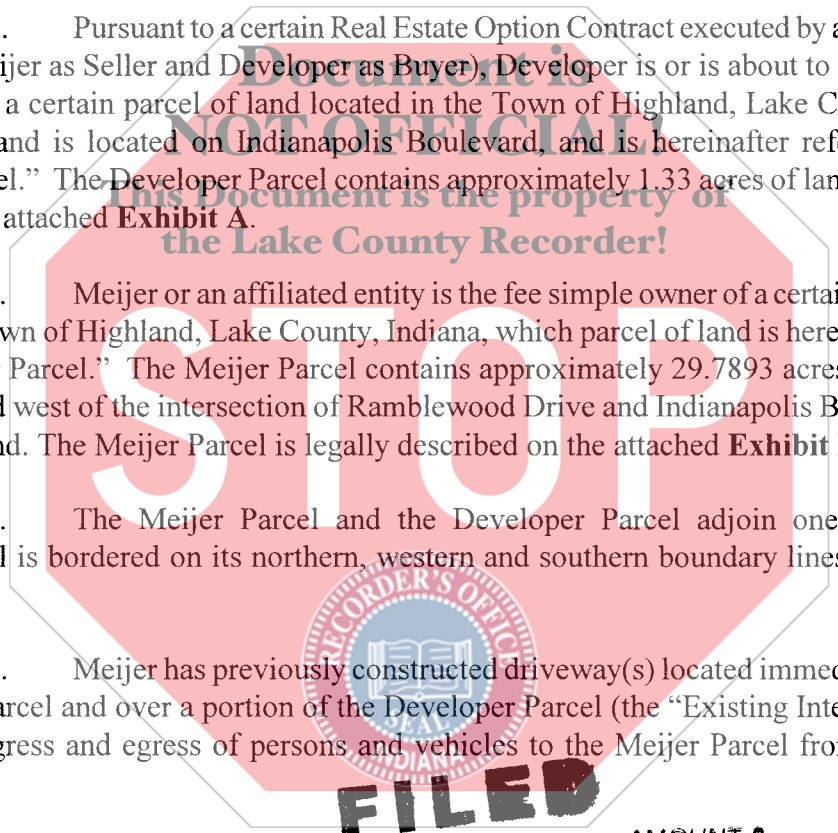 Pursuant to a certain Real Estate Option Contract executed by
ijer as Seller and Developer as Buyer), Developer is or is about to
Document is
a certain parcel of land located in the Town of Highland, Lake C
NOT OFFICIAL!
and is located on Indianapolis Boulevard, and is hereinafter ref
el.” The Developer Parcel contains approximately 1.33 acres of lan
This Document is the property of
attached Exhibit A.
the Lake County Recorder!
. Meijer or an affiliated entity is the fee simple owner of a certai
wn of Highland, Lake County, Indiana, which parcel of land is here
Parcel.” The Meijer Parcel contains approximately 29.7893 acres
d west of the intersection of Ramblewood Drive and Indianapolis B
nd. The Meijer Parcel is legally described on the attached Exhibit
STOP
. The Meijer Parcel and the Developer Parcel adjoin one
l is bordered on its northern, western and southern boundary lines
RECORDER'S OFFICE
. Meijer has previously constructed driveway(s) located immed
arcel and over a portion of the Developer Parcel (the “Existing Inte
SEAL
gress and egress of persons and vehicles to the Meijer Parcel fro
INDIANA
FILED